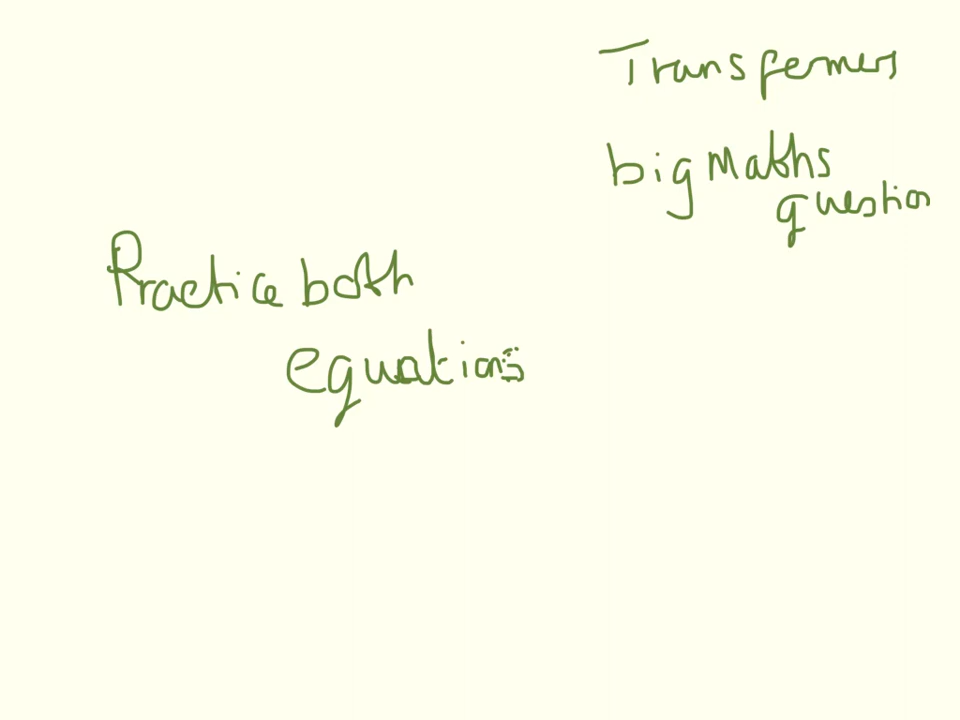 Transfermers
big Maths
question
Practice both
equations